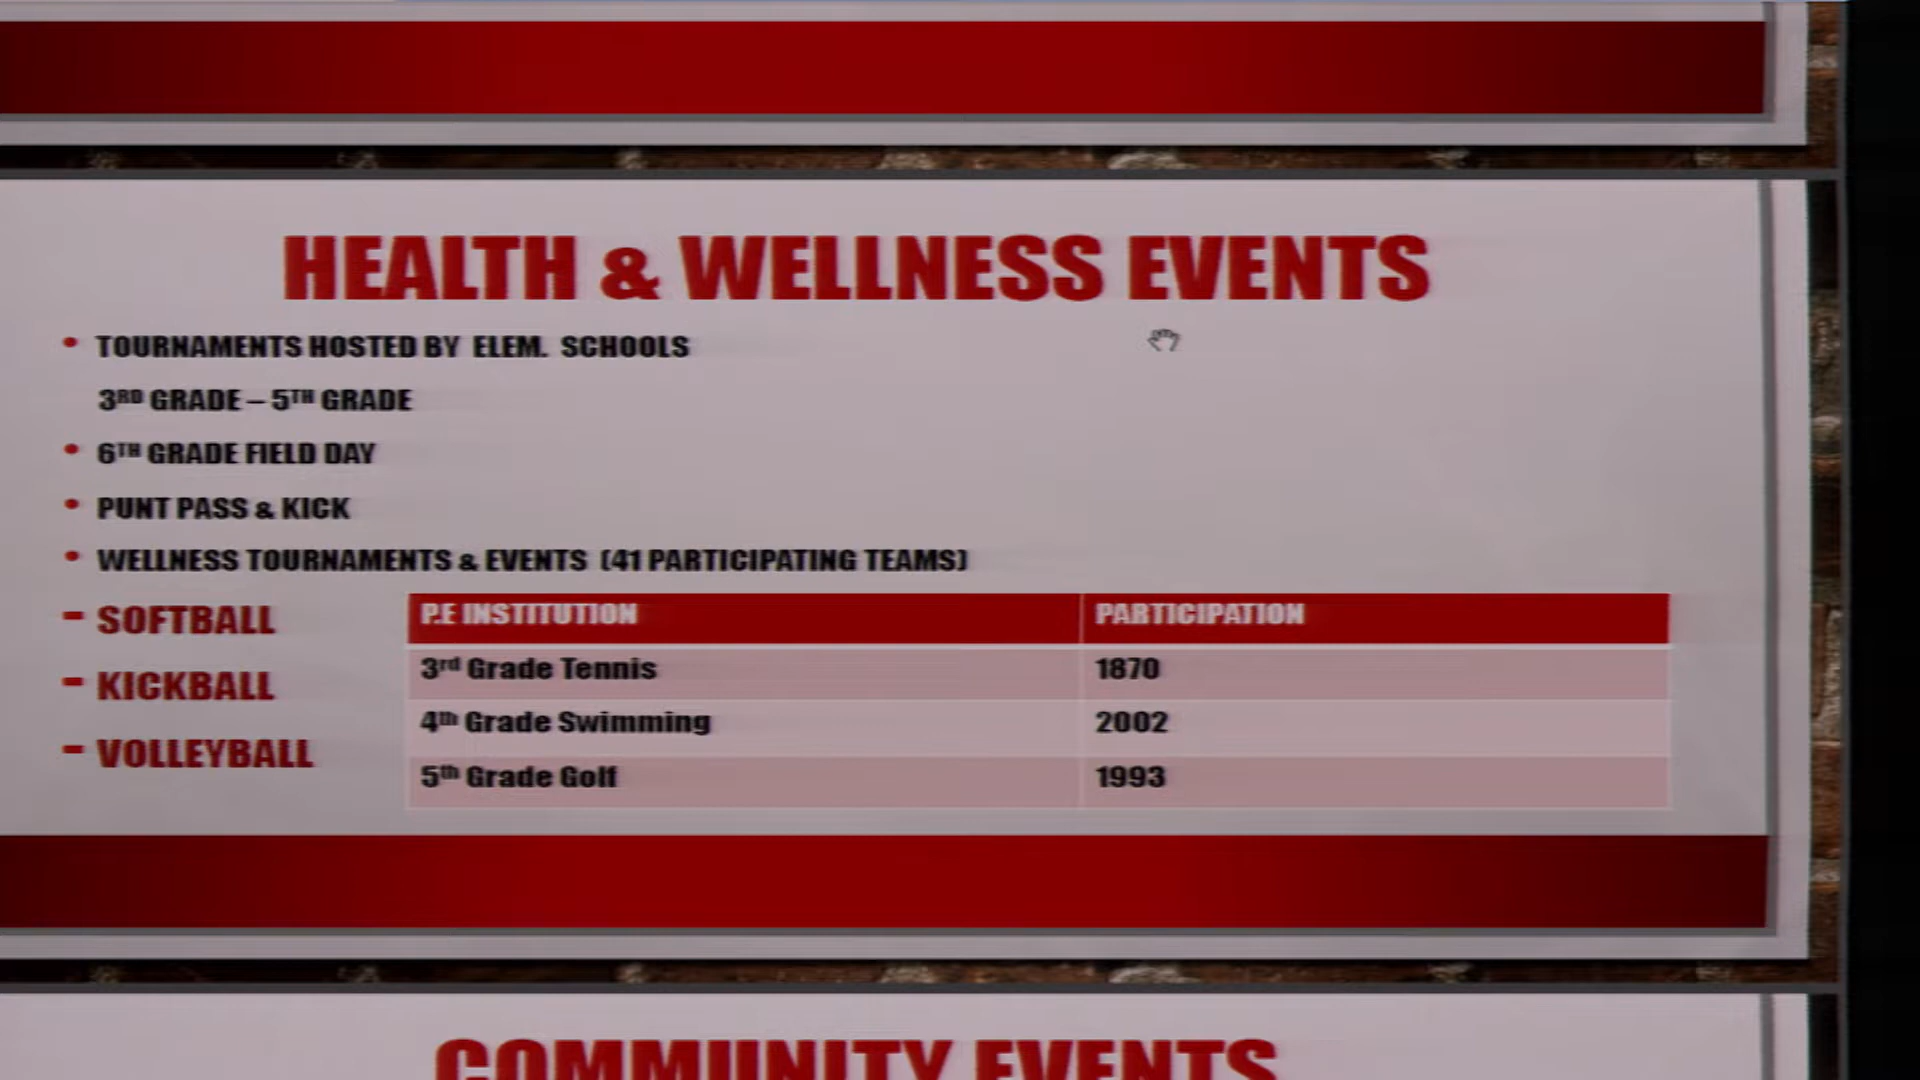 HEALTH & WELLNESS EVENTS
• TOURNAMENTS HOSTED BY ELEM. SCHOOLS
3RD GRADE – 5TH GRADE
• 6TH GRADE FIELD DAY
• PUNT PASS & KICK
• WELLNESS TOURNAMENTS & EVENTS (41 PARTICIPATING TEAMS)
– SOFTBALL
– KICKBALL
– VOLLEYBALL
P.E INSTITUTION PARTICIPATION
3rd Grade Tennis 1870
4th Grade Swimming 2002
5th Grade Golf 1993
COMMUNITY EVENTS